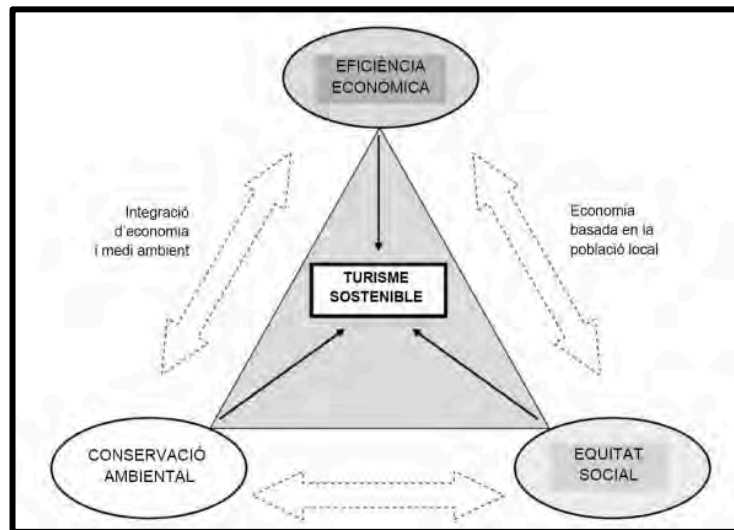 EFICIÈNCIA
ECONÒMICA
Integració
d'economia
i medi ambient
Economia
basada en la
població local
TURISME
SOSTENIBLE
CONSERVACIÓ
AMBIENTAL
EQUITAT
SOCIAL